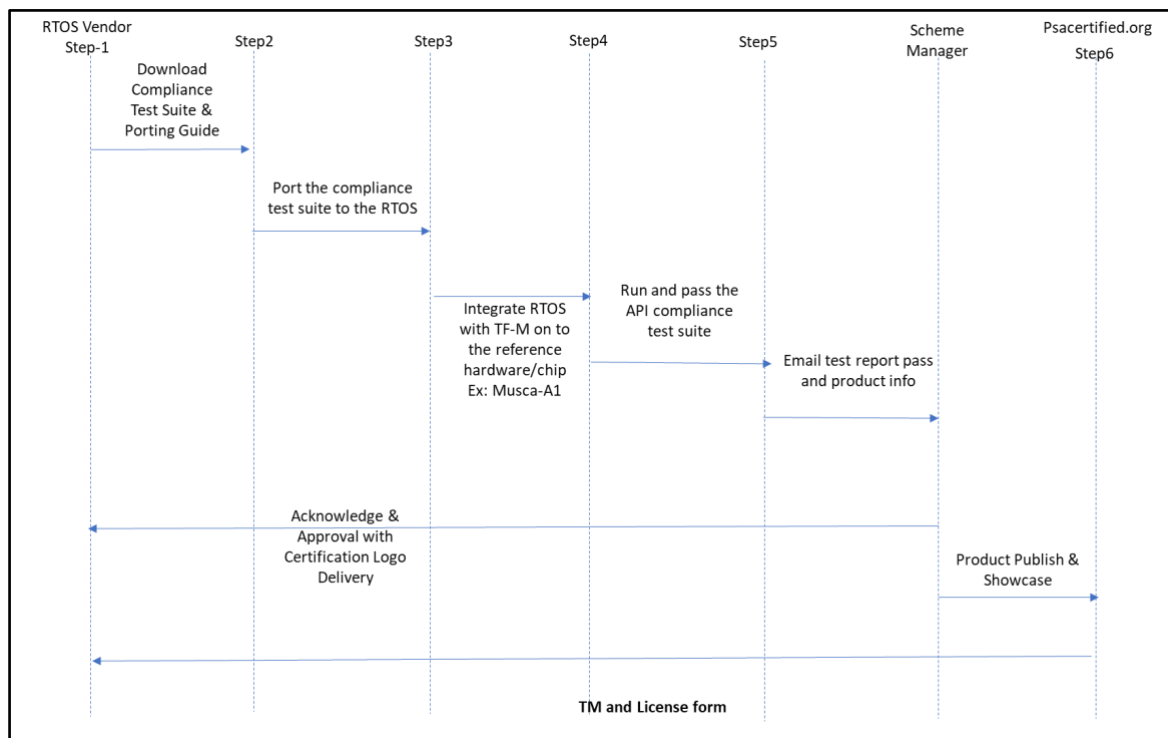 RTOS Vendor
Step-1
Step2
Step3
Step4
Step5
Scheme
Manager
Psacertified.org
Step6
Download
Compliance
Test Suite &
Porting Guide
Port the compliance
test suite to the RTOS
Integrate RTOS
with TF-M on to
the reference
hardware/chip
Ex: Musca-A1
Run and pass the
API compliance
test suite
Email test report pass
and product info
Acknowledge &
Approval with
Certification Logo
Delivery
Product Publish &
Showcase
TM and License form